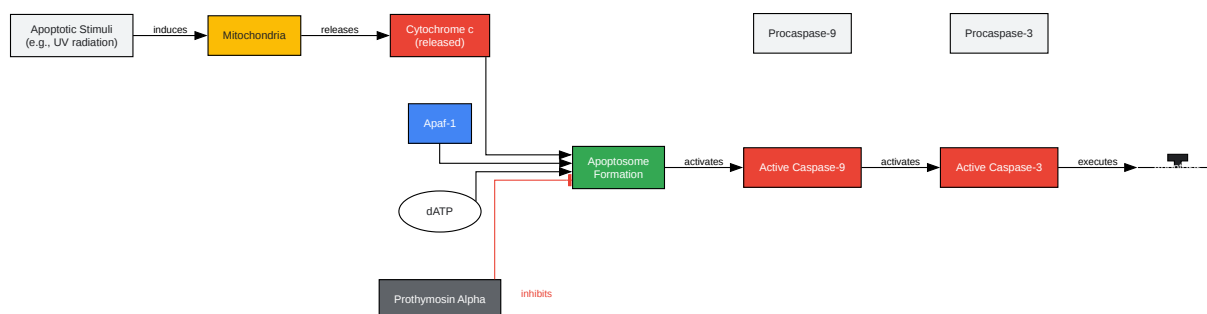 Apoptotic Stimuli
(e.g., UV radiation)
induces
Mitochondria
releases
Cytochrome c
(released)
Procaspase-9
Procaspase-3
Apaf-1
Apoptosome
Formation
activates
Active Caspase-9
activates
Active Caspase-3
executes
dATP
Prothymosin Alpha
inhibits